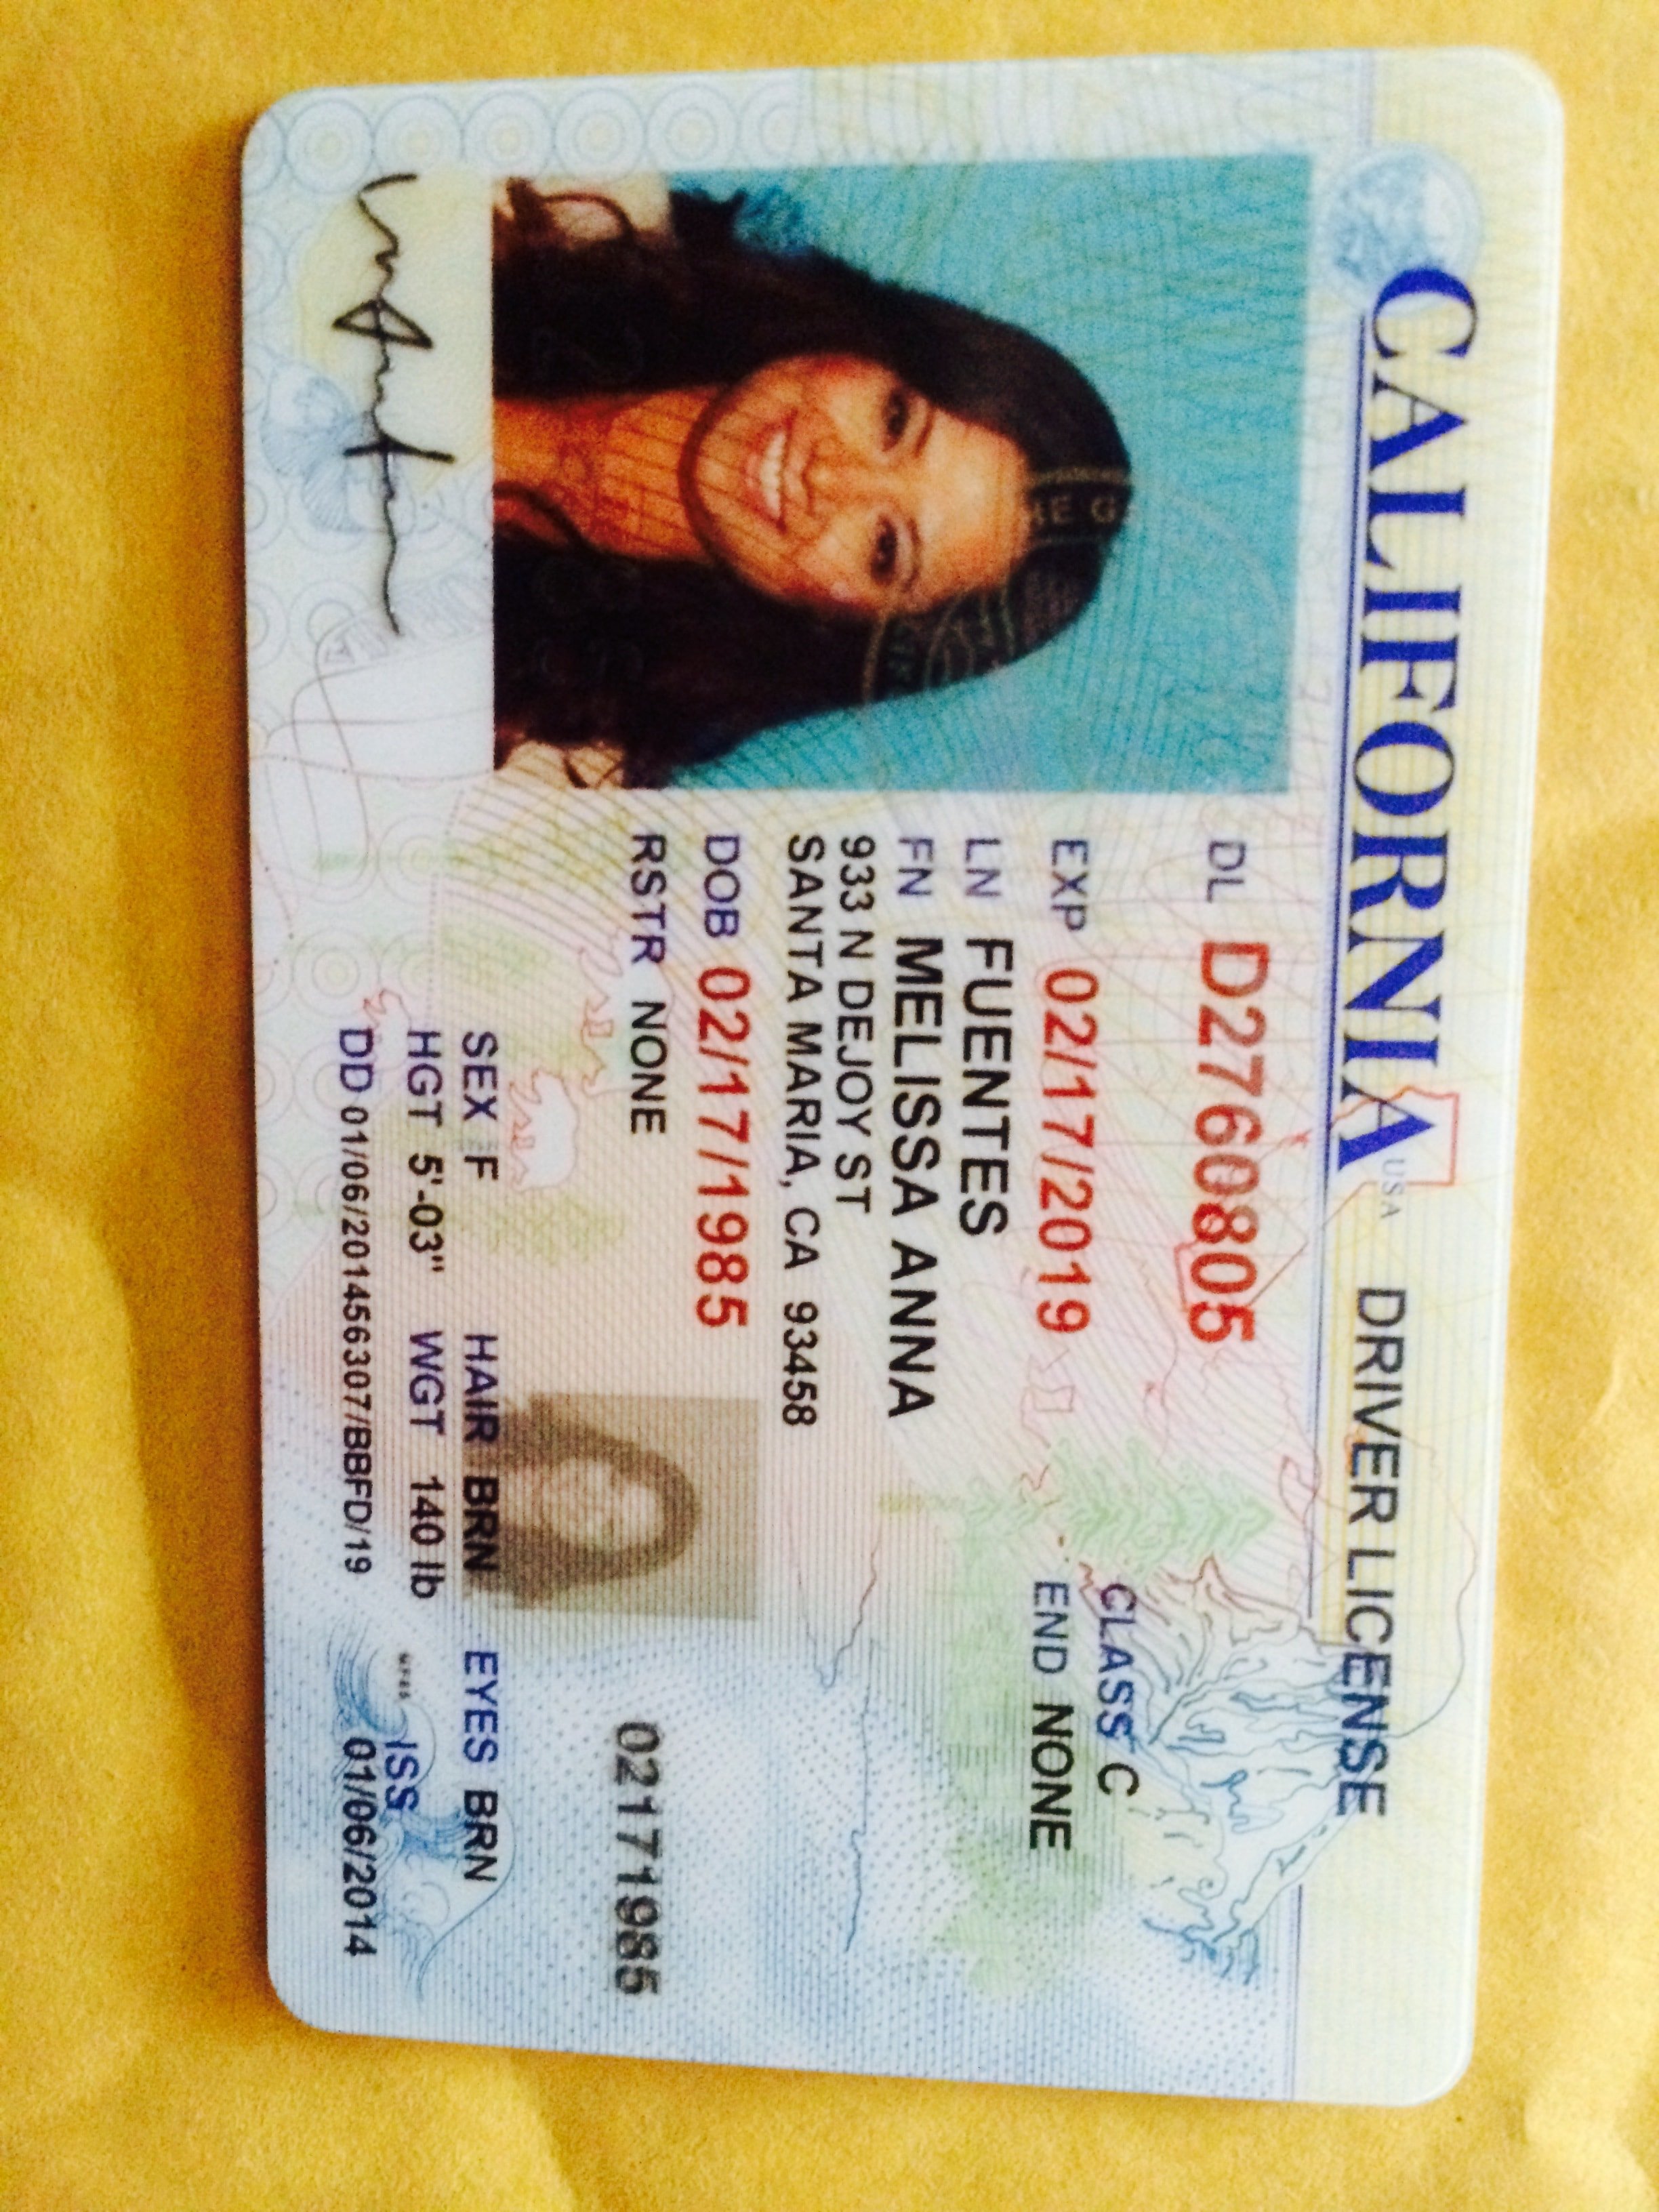 CALIFORNIA USA DRIVER LICENSE
DL D2760805
CLASS C
EXP 02/17/2019
END NONE
LN FUENTES
FN MELISSA ANNA
933 N DEJOY ST
SANTA MARIA, CA 93458
DOB 02/17/1985
RSTR NONE
02171985
SEX F HAIR BRN EYES BRN
HGT 5'-03" WGT 140 lb
ISS
DD 01/06/201456307/BBFD/19 01/06/2014